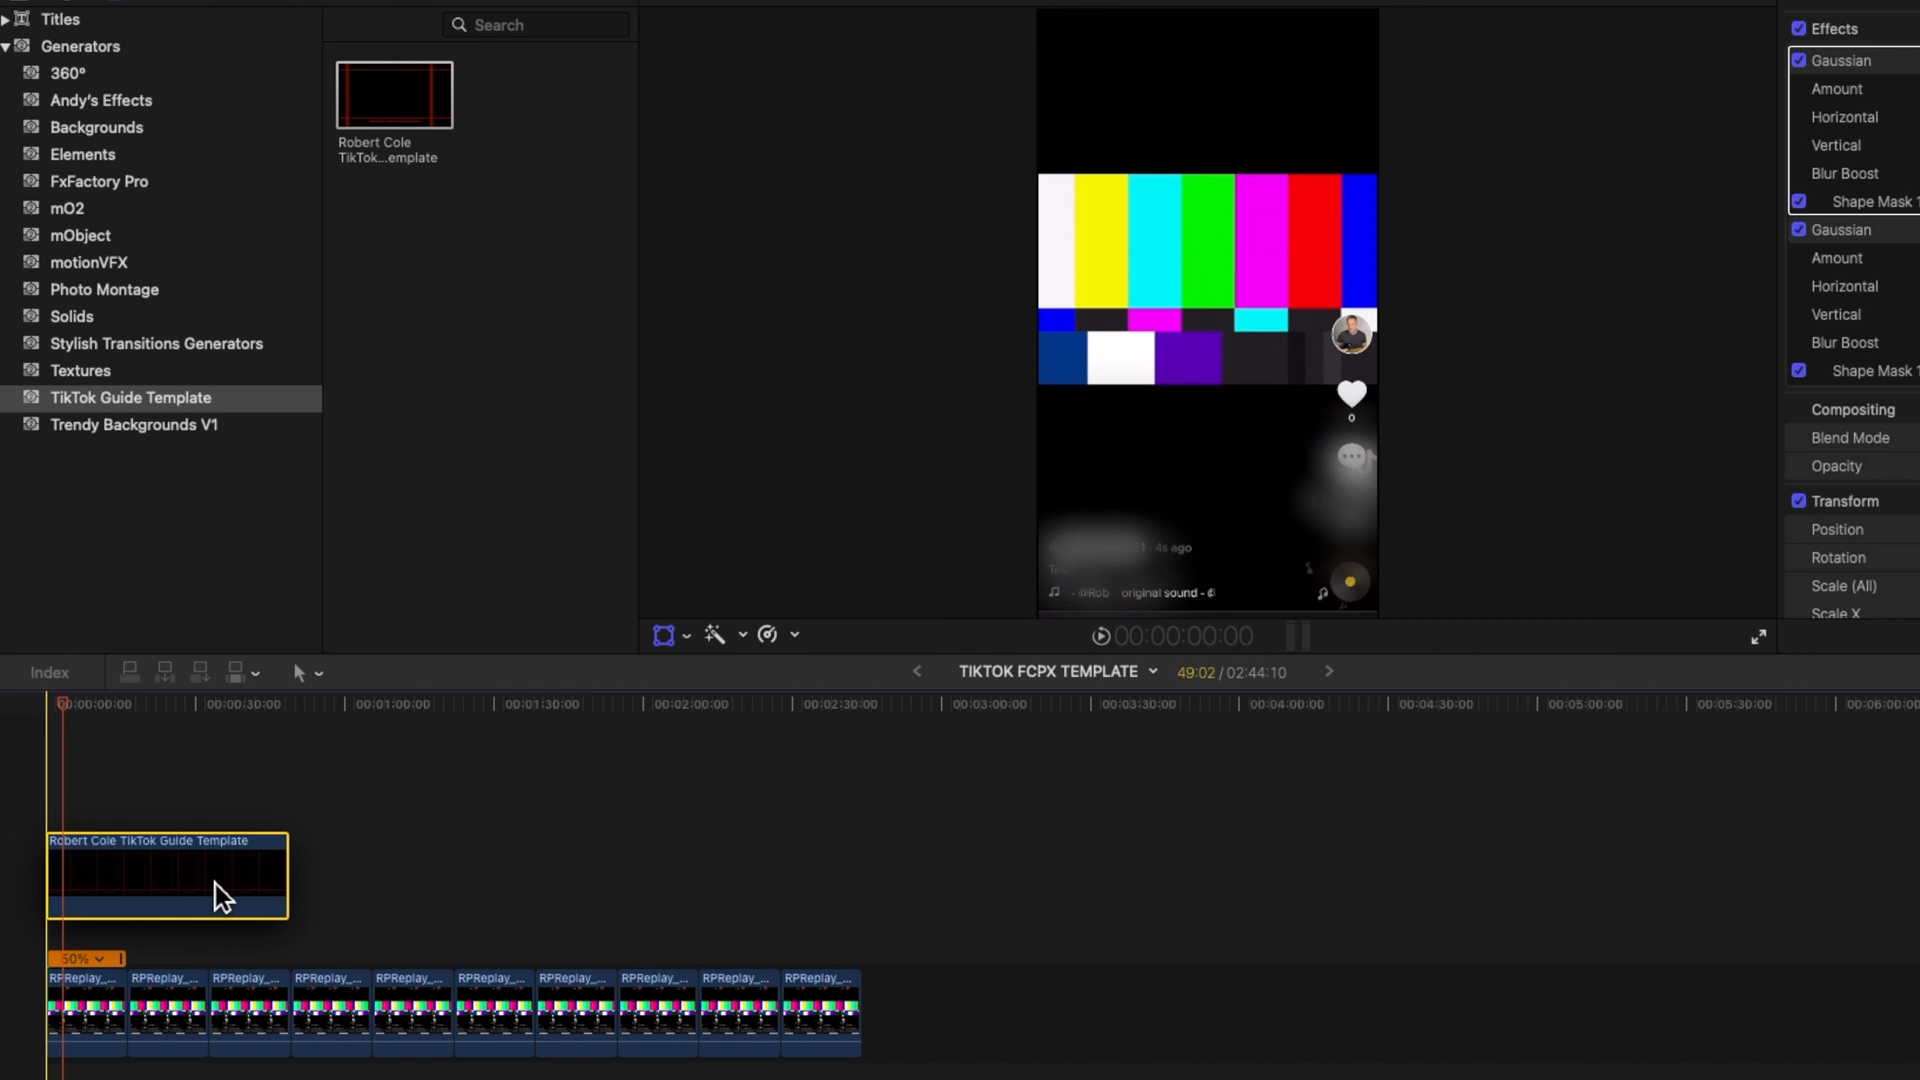 Titles
Generators
360°
Andy's Effects
Backgrounds
Elements
FxFactory Pro
mO2
mObject
motionVFX
Photo Montage
Solids
Stylish Transitions Generators
Textures
TikTok Guide Template
Trendy Backgrounds V1
Search
Robert Cole
TikTok...emplate
0
21 · 4s ago
- @Rob original sound - @
Effects
Gaussian
Amount
Horizontal
Vertical
Blur Boost
Shape Mask 1
Gaussian
Amount
Horizontal
Vertical
Blur Boost
Shape Mask 1
Compositing
Blend Mode
Opacity
Transform
Position
Rotation
Scale (All)
Scale X
00:00:00:00
Index
TIKTOK FCPX TEMPLATE
49:02 / 02:44:10
00:00:00:00 00:00:30:00 00:01:00:00 00:01:30:00 00:02:00:00 00:02:30:00 00:03:00:00 00:03:30:00 00:04:00:00 00:04:30:00 00:05:00:00 00:05:30:00 00:06:00:00
Robert Cole TikTok Guide Template
50%
RPReplay_... RPReplay_... RPReplay_... RPReplay_... RPReplay_... RPReplay_... RPReplay_... RPReplay_... RPReplay_... RPReplay_...